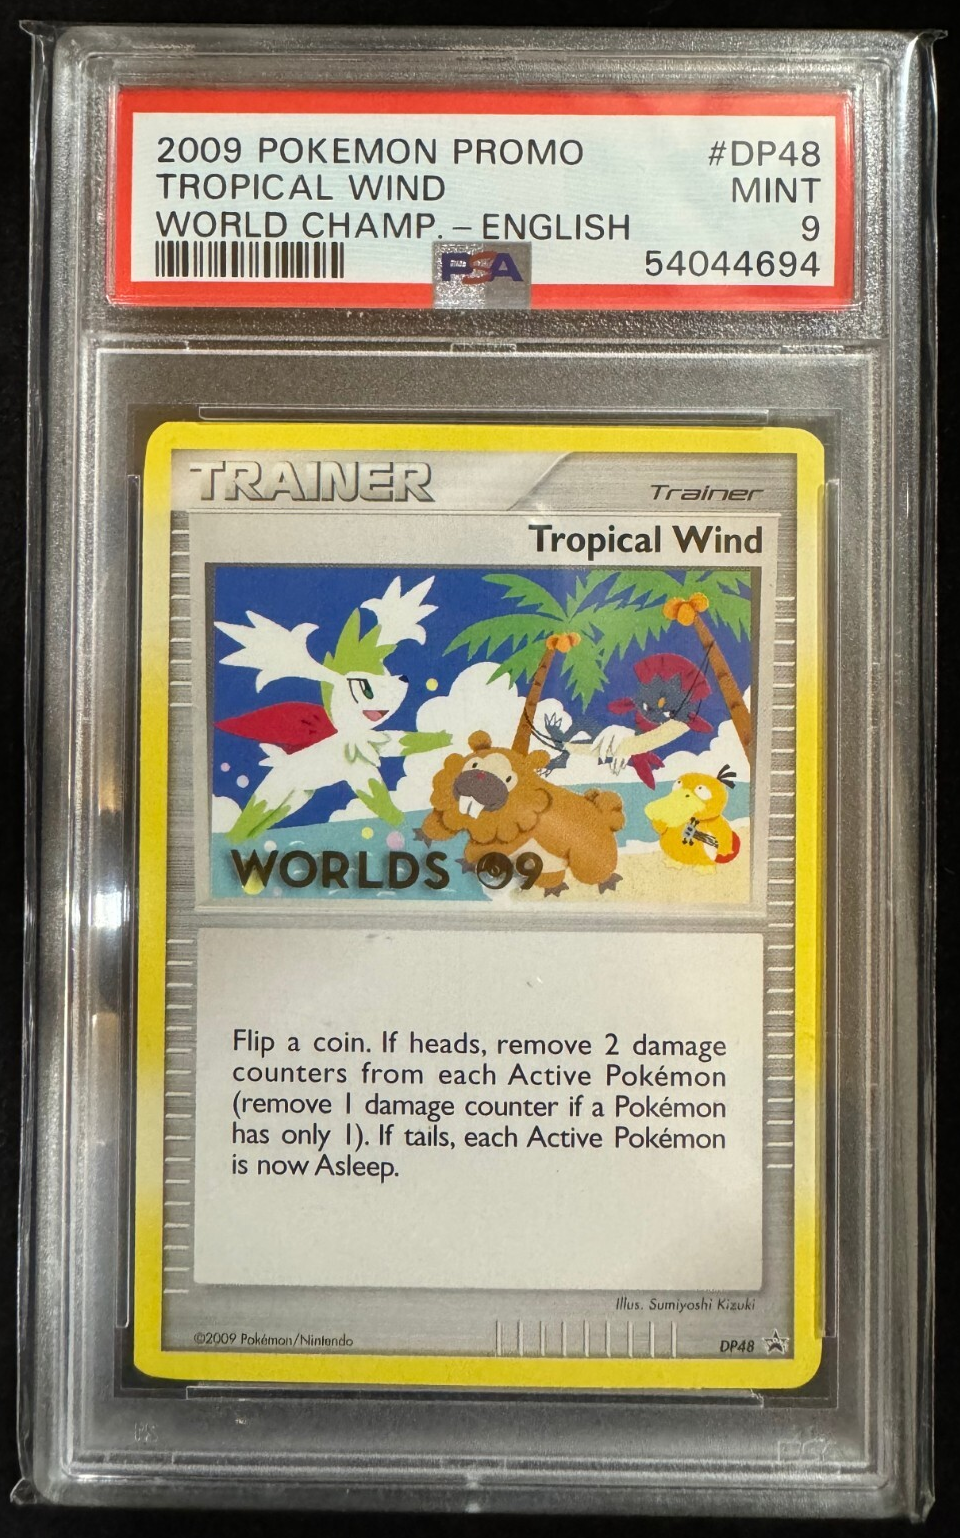 2009 POKEMON PROMO #DP48
TROPICAL WIND MINT
WORLD CHAMP. – ENGLISH 9
PSA 54044694
TRAINER
Trainer
Tropical Wind
WORLDS 09
Flip a coin. If heads, remove 2 damage
counters from each Active Pokémon
(remove 1 damage counter if a Pokémon
has only 1). If tails, each Active Pokémon
is now Asleep.
Illus. Sumiyoshi Kizuki
©2009 Pokémon/Nintendo
DP48